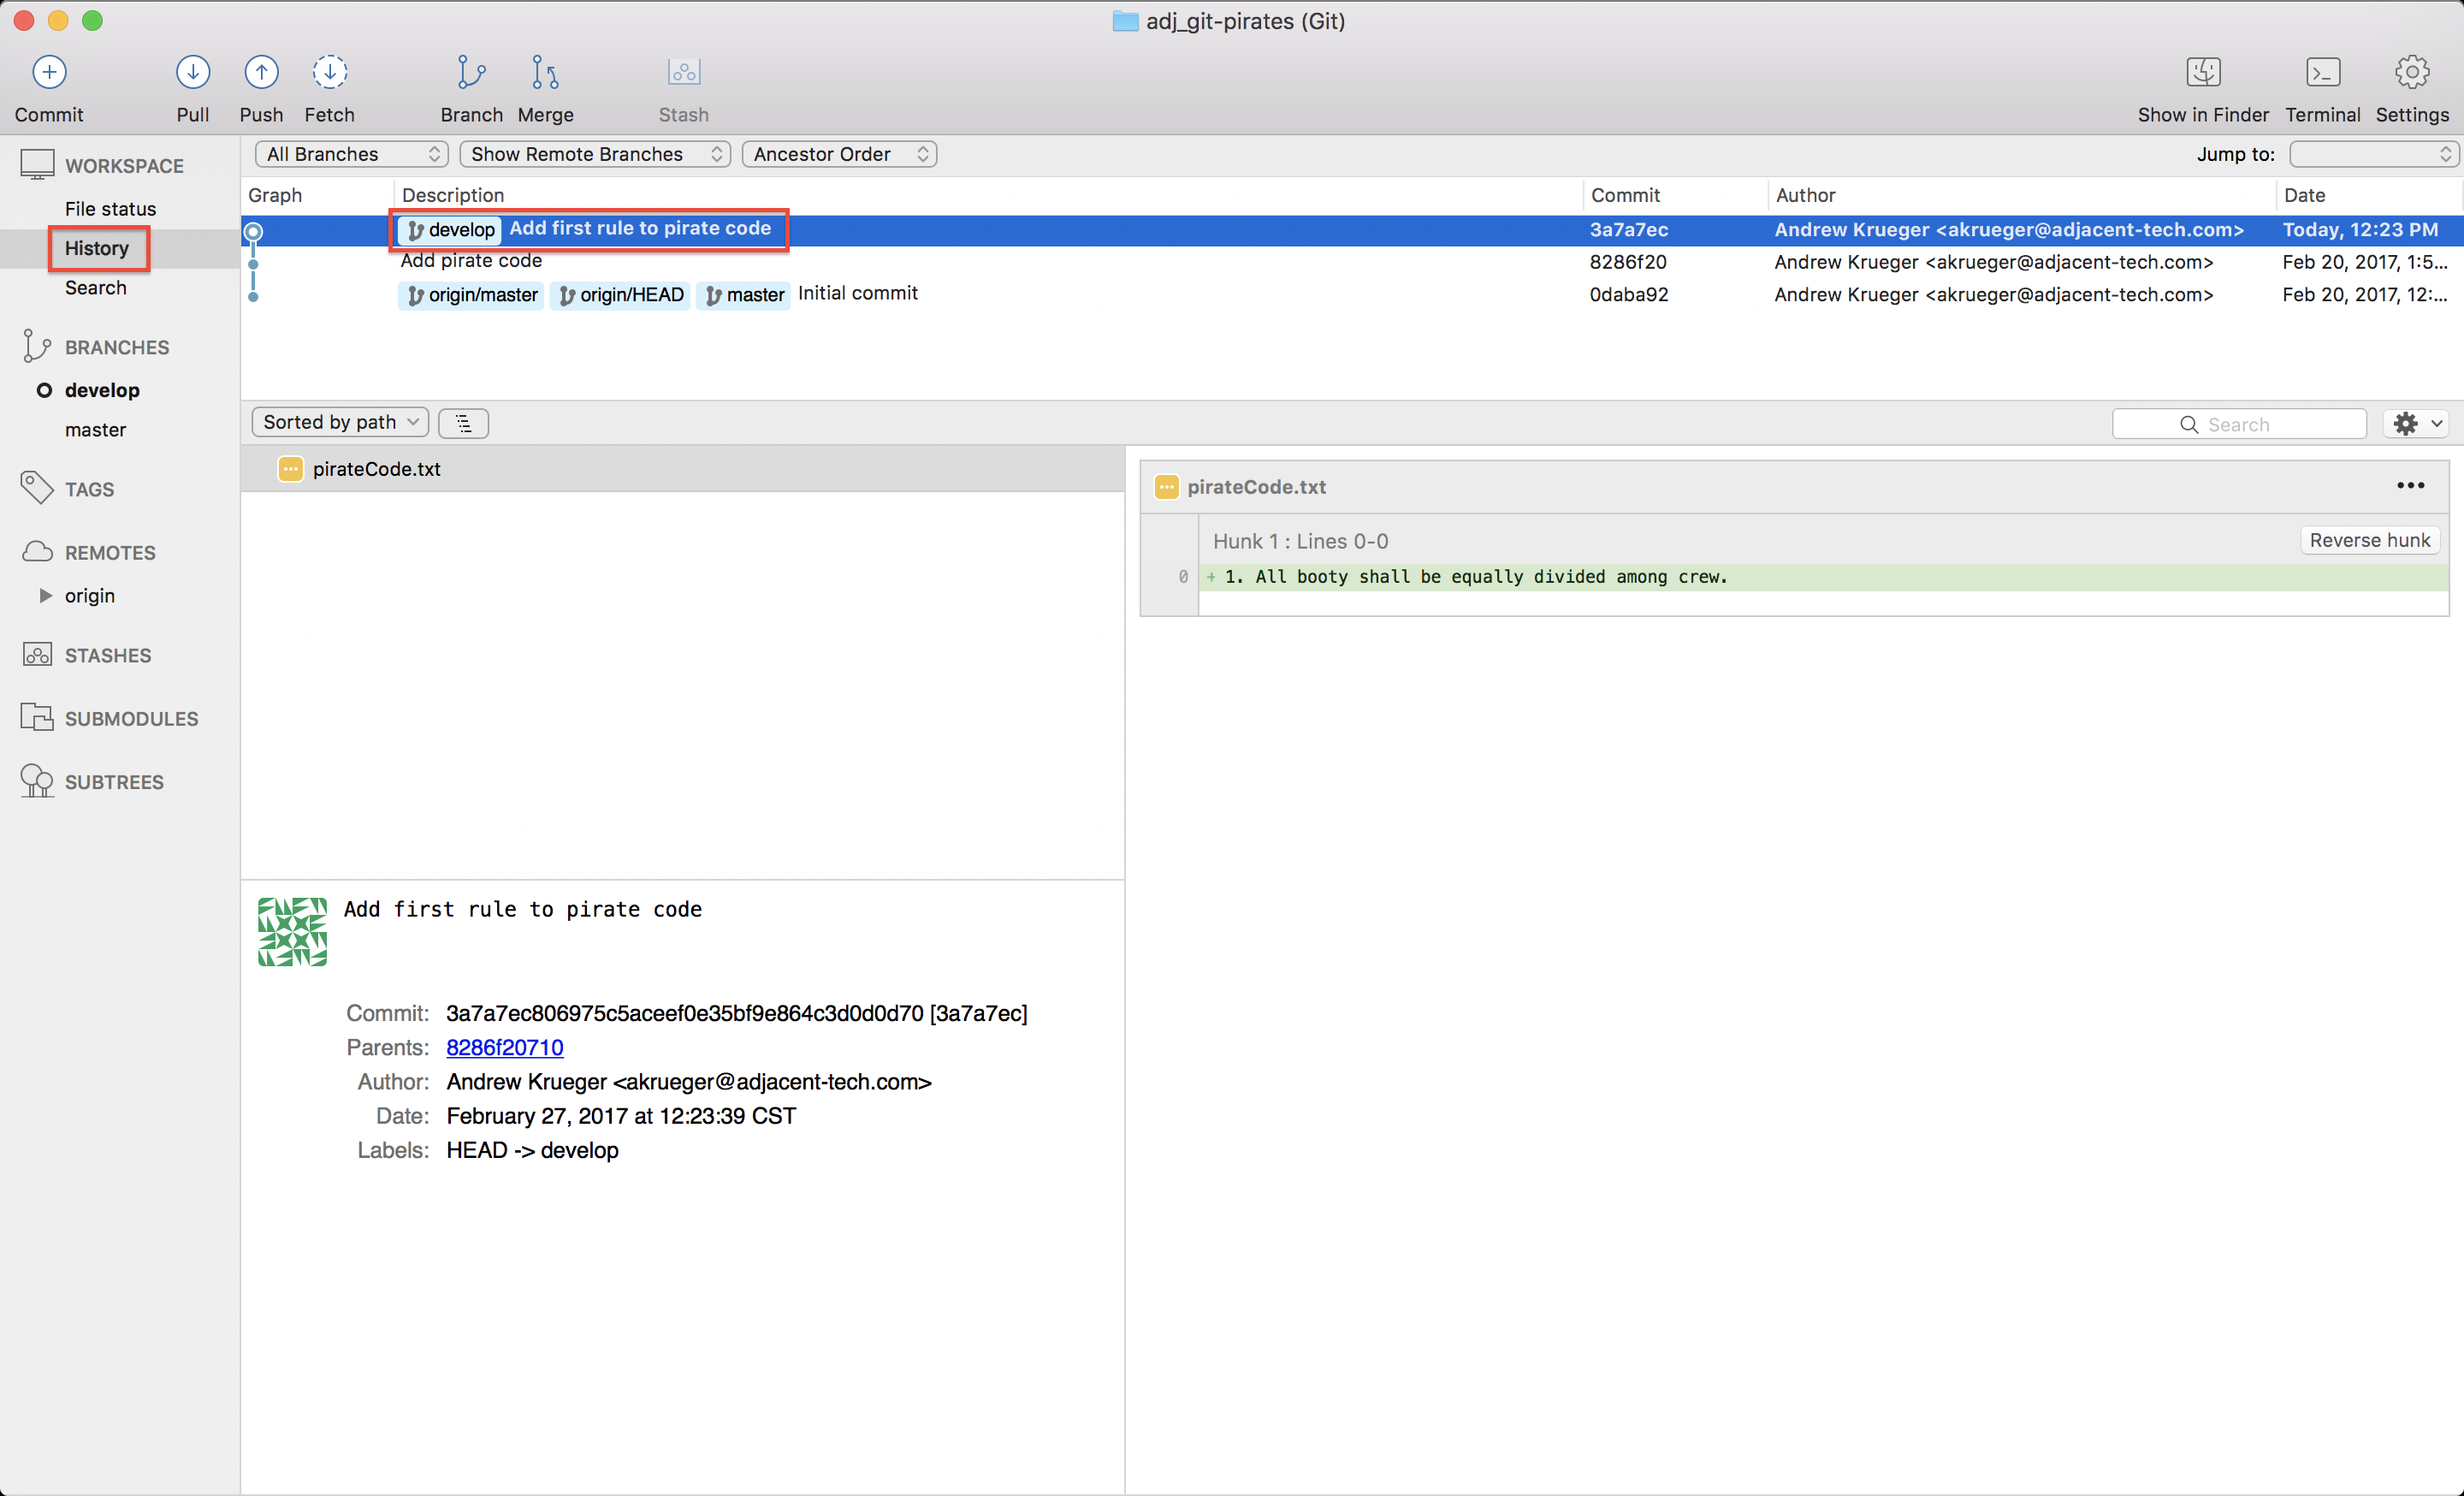 adj_git-pirates (Git)
Commit Pull Push Fetch Branch Merge Stash Show in Finder Terminal Settings
WORKSPACE
File status
History
Search
BRANCHES
develop
master
TAGS
REMOTES
origin
STASHES
SUBMODULES
SUBTREES
All Branches Show Remote Branches Ancestor Order Jump to:
Graph Description Commit Author Date
develop Add first rule to pirate code 3a7a7ec Andrew Krueger <akrueger@adjacent-tech.com> Today, 12:23 PM
Add pirate code 8286f20 Andrew Krueger <akrueger@adjacent-tech.com> Feb 20, 2017, 1:5...
origin/master origin/HEAD master Initial commit 0daba92 Andrew Krueger <akrueger@adjacent-tech.com> Feb 20, 2017, 12:...
Sorted by path Search
pirateCode.txt
pirateCode.txt
Hunk 1 : Lines 0-0 Reverse hunk
0 + 1. All booty shall be equally divided among crew.
Add first rule to pirate code
Commit: 3a7a7ec806975c5aceef0e35bf9e864c3d0d0d70 [3a7a7ec]
Parents: 8286f20710
Author: Andrew Krueger <akrueger@adjacent-tech.com>
Date: February 27, 2017 at 12:23:39 CST
Labels: HEAD -> develop